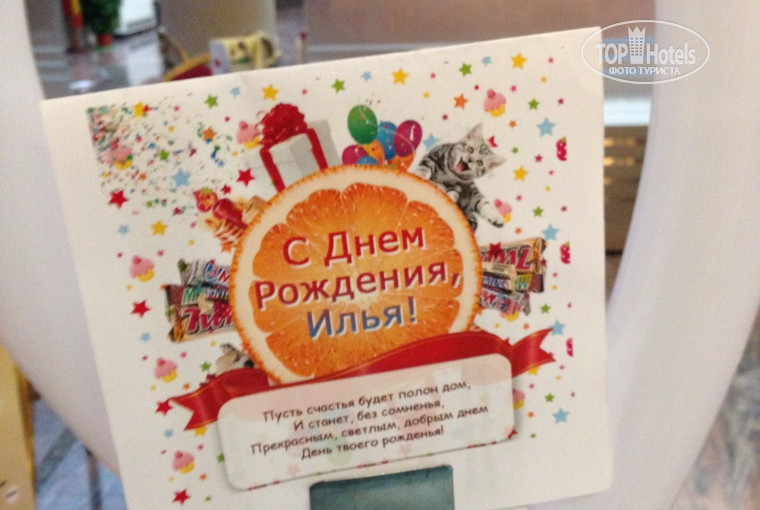 TOP Hotels
ФОТО ТУРИСТА
С Днем
Рождения,
Илья!
Пусть счастья будет полон дом,
И станет, без сомненья,
Прекрасным, светлым, добрым днем
День твоего рожденья!